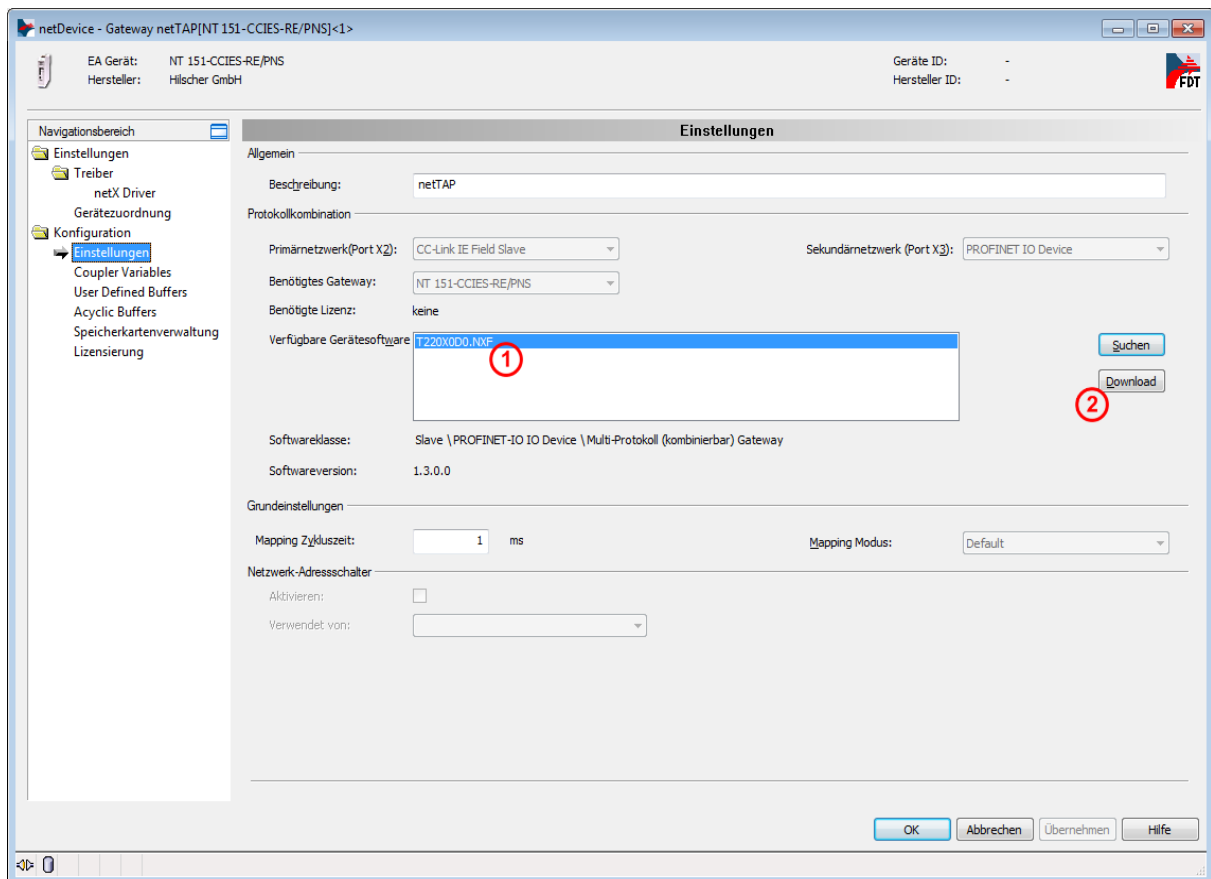 netDevice - Gateway netTAP[NT 151-CCIES-RE/PNS]<1>
EA Gerät: NT 151-CCIES-RE/PNS Geräte ID: -
Hersteller: Hilscher GmbH Hersteller ID: -
FDT
Navigationsbereich
Einstellungen
Treiber
netX Driver
Gerätezuordnung
Konfiguration
Einstellungen
Coupler Variables
User Defined Buffers
Acyclic Buffers
Speicherkartenverwaltung
Lizensierung
Einstellungen
Allgemein
Beschreibung: netTAP
Protokollkombination
Primärnetzwerk(Port X2): CC-Link IE Field Slave Sekundärnetzwerk (Port X3): PROFINET IO Device
Benötigtes Gateway: NT 151-CCIES-RE/PNS
Benötigte Lizenz: keine
Verfügbare Gerätesoftware T220X0D0.NXF Suchen
1
Download
2
Softwareklasse: Slave \ PROFINET-IO IO Device \ Multi-Protokoll (kombinierbar) Gateway
Softwareversion: 1.3.0.0
Grundeinstellungen
Mapping Zykluszeit: 1 ms Mapping Modus: Default
Netzwerk-Adressschalter
Aktivieren:
Verwendet von:
OK Abbrechen Übernehmen Hilfe